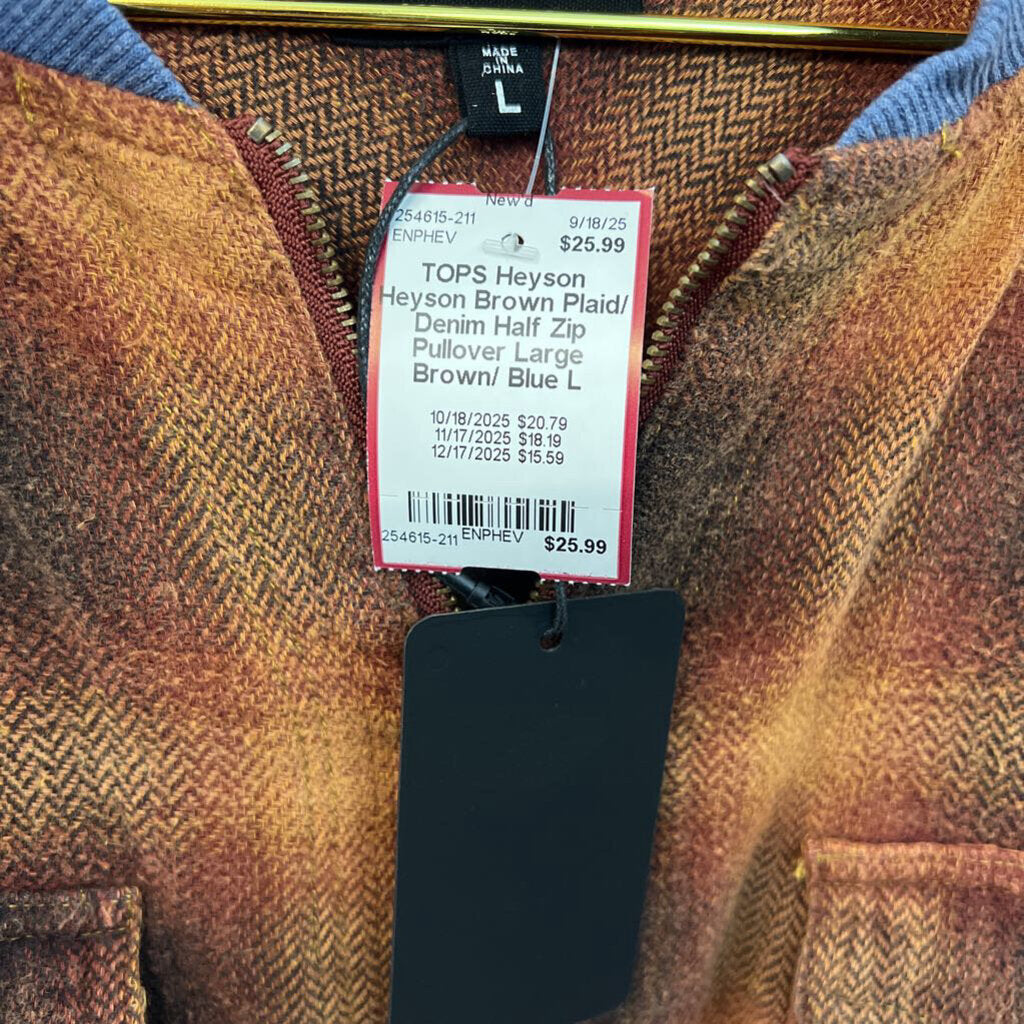 MADE
IN
CHINA
L
New'd
254615-211
9/18/25
ENPHEV
$25.99
TOPS Heyson
Heyson Brown Plaid/
Denim Half Zip
Pullover Large
Brown/ Blue L
10/18/2025 $20.79
11/17/2025 $18.19
12/17/2025 $15.59
254615-211 ENPHEV $25.99